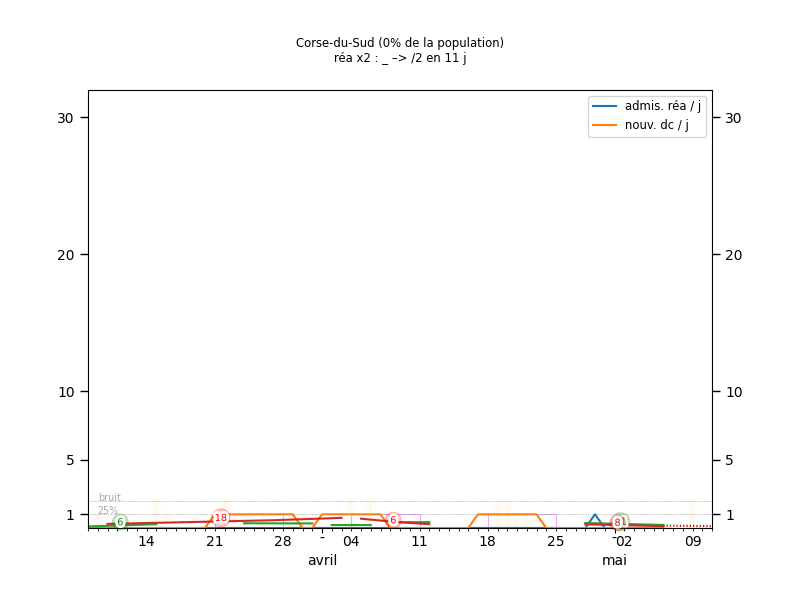 Corse-du-Sud (0% de la population)
réa x2 : _ –> /2 en 11 j
admis. réa / j
nouv. dc / j
30 30
20 20
10 10
5 5
bruit
25%
1 1
6 18 6 8
14 21 28 - 04 11 18 25 - 02 09
avril mai